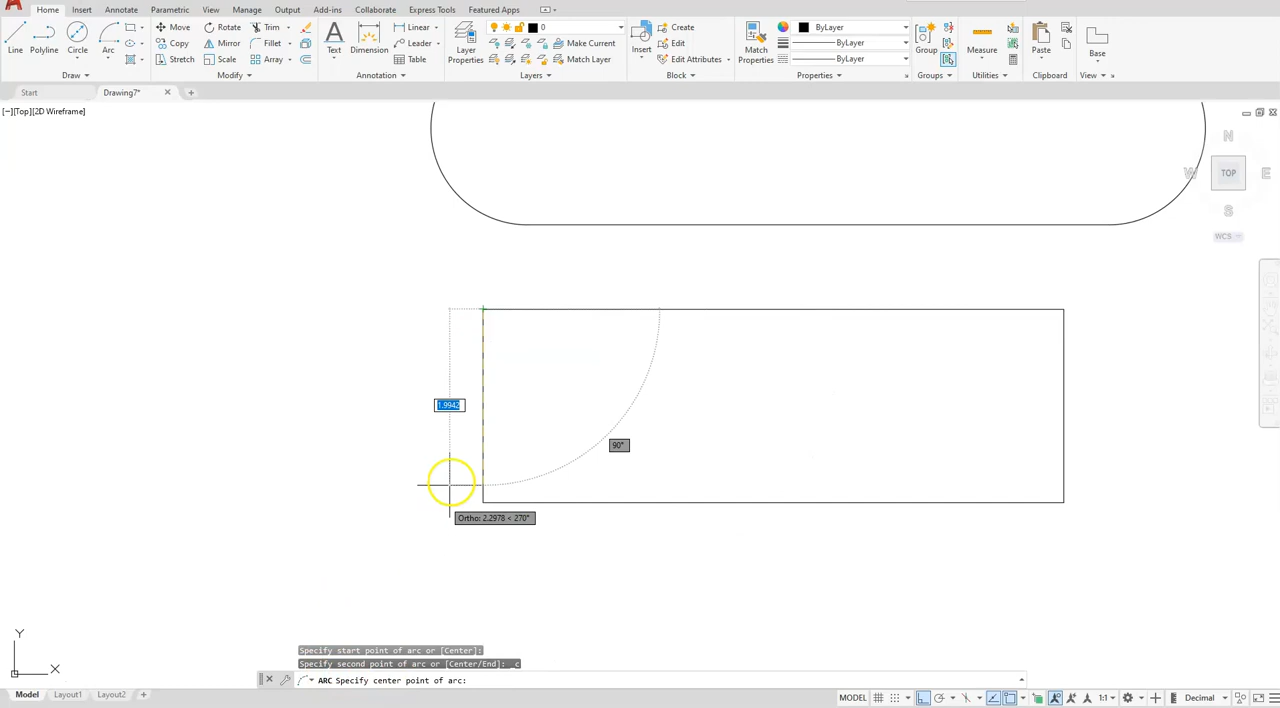 Home Insert Annotate Parametric View Manage Output Add-ins Collaborate Express Tools Featured Apps
Line Polyline Circle Arc
Move Rotate Trim
Copy Mirror Fillet
Stretch Scale Array
Text Dimension
Linear
Leader
Table
Layer Properties
0
Make Current
Match Layer
Insert
Create
Edit
Edit Attributes
Match Properties
ByLayer
ByLayer
ByLayer
Group
Measure
Paste
Base
Draw Modify Annotation Layers Block Properties Groups Utilities Clipboard View
Start Drawing7*
[−][Top][2D Wireframe]
N
W TOP E
S
WCS
1.9942
90°
Ortho: 2.2978 < 270°
Y
X
Specify start point of arc or [Center]:
Specify second point of arc or [Center/End]: _c
ARC Specify center point of arc:
Model Layout1 Layout2
MODEL 1:1 Decimal